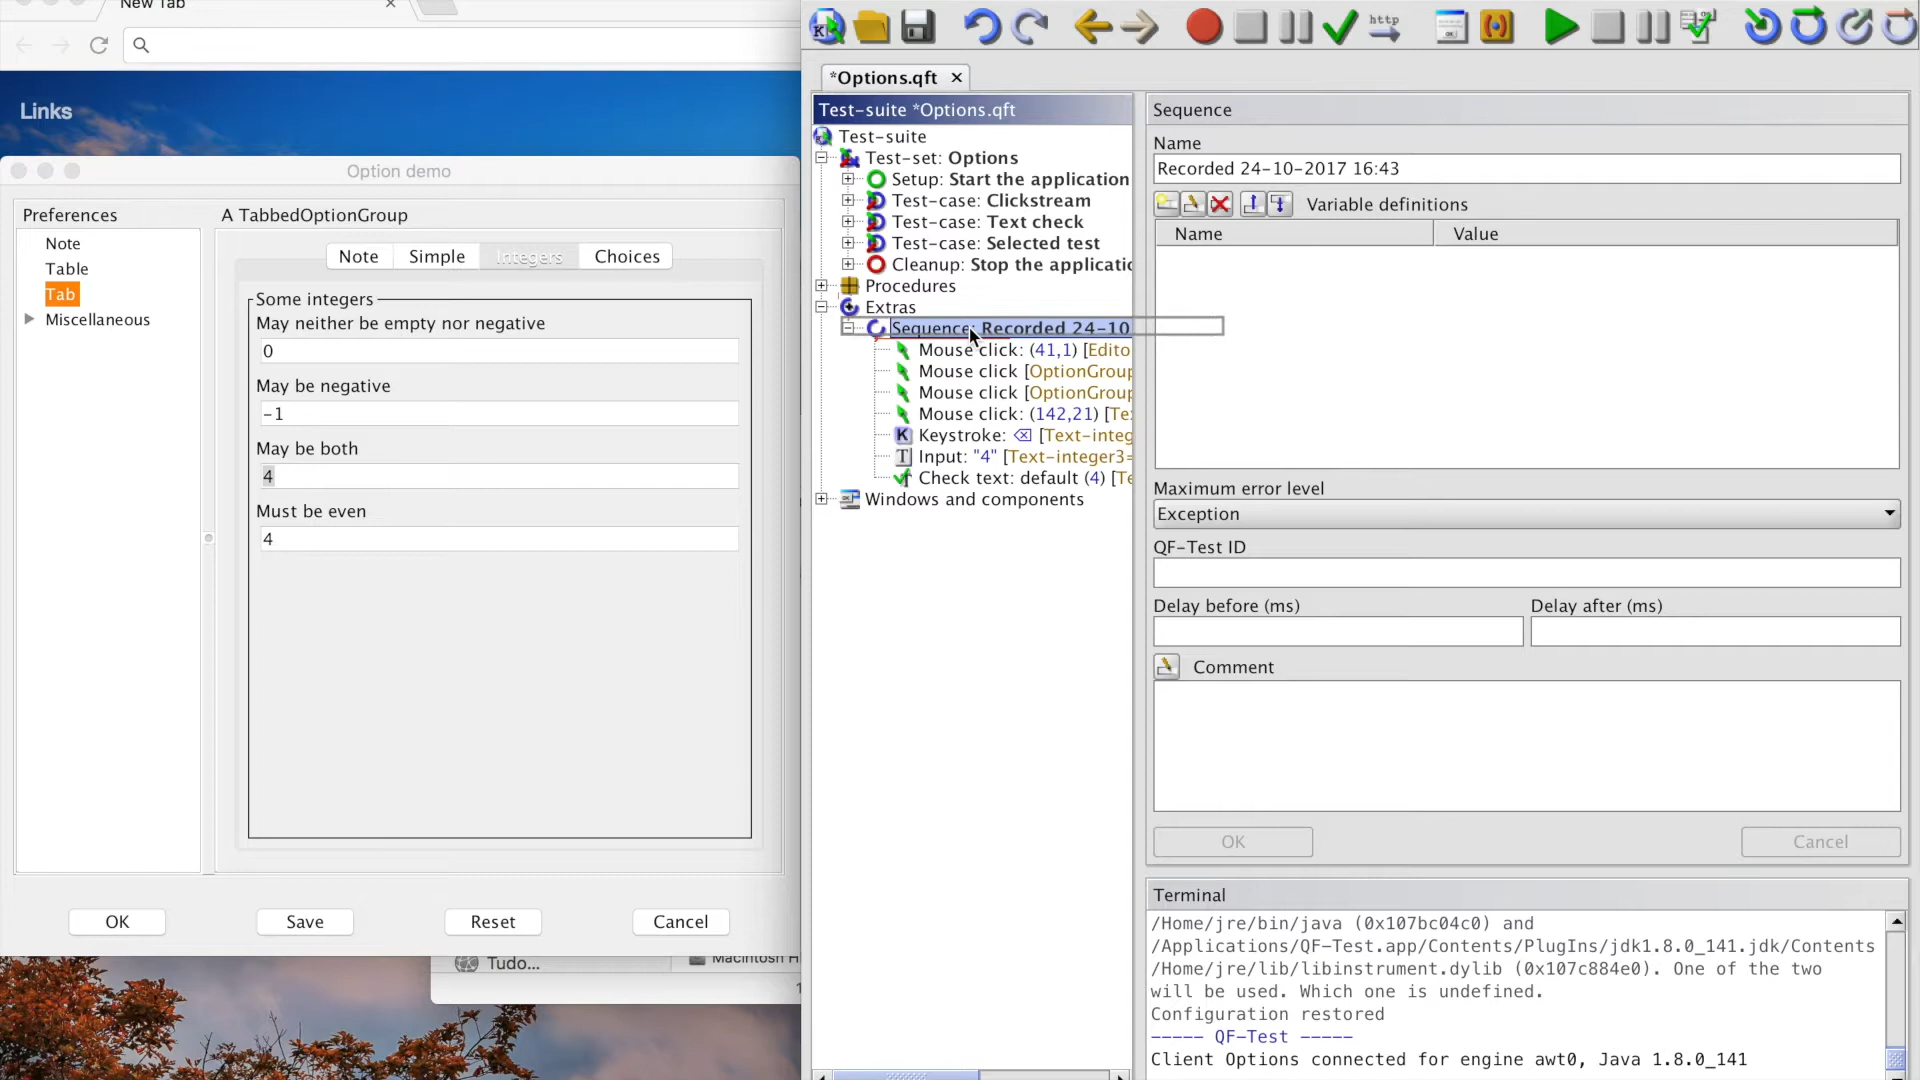 New Tab
Links
Option demo
Preferences
Note
Table
Tab
Miscellaneous
A TabbedOptionGroup
Note
Simple
Integers
Choices
Some integers
May neither be empty nor negative
0
May be negative
-1
May be both
4
Must be even
4
OK
Save
Reset
Cancel
Tudo...
Macintosh H
http
*Options.qft
Test-suite *Options.qft
Test-suite
Test-set: Options
Setup: Start the application
Test-case: Clickstream
Test-case: Text check
Test-case: Selected test
Cleanup: Stop the applicatio
Procedures
Extras
Sequence: Recorded 24-10
Mouse click: (41,1) [Edito
Mouse click [OptionGroup
Mouse click [OptionGroup
Mouse click: (142,21) [Te
Keystroke: ⌫ [Text-integ
Input: "4" [Text-integer3=
Check text: default (4) [Te
Windows and components
Sequence
Name
Recorded 24-10-2017 16:43
Variable definitions
Name
Value
Maximum error level
Exception
QF-Test ID
Delay before (ms)
Delay after (ms)
Comment
OK
Cancel
Terminal
/Home/jre/bin/java (0x107bc04c0) and
/Applications/QF-Test.app/Contents/PlugIns/jdk1.8.0_141.jdk/Contents
/Home/jre/lib/libinstrument.dylib (0x107c884e0). One of the two
will be used. Which one is undefined.
Configuration restored
----- QF-Test -----
Client Options connected for engine awt0, Java 1.8.0_141